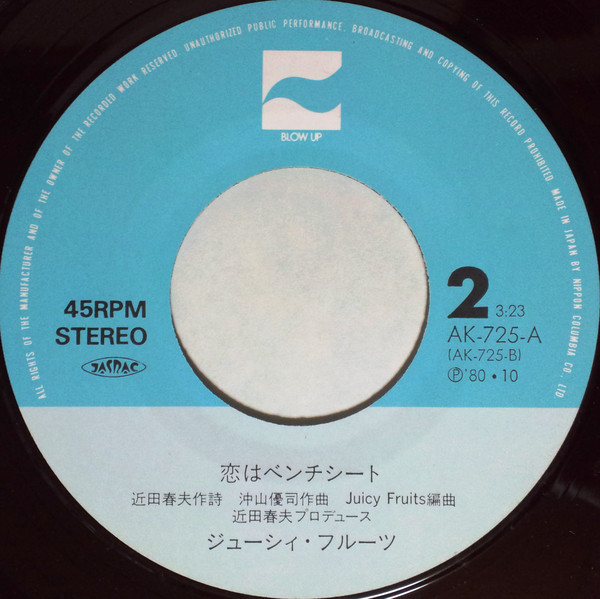 ALL RIGHTS OF THE MANUFACTURER AND OF THE OWNER OF THE RECORDED WORK RESERVED. UNAUTHORIZED PUBLIC PERFORMANCE, BROADCASTING AND COPYING OF THIS RECORD PROHIBITED MADE IN JAPAN BY NIPPON COLUMBIA CO., LTD
BLOW UP
45RPM
STEREO
JASRAC
2 3:23
AK-725-A
(AK-725-B)
Ⓟ'80・10
恋はベンチシート
近田春夫作詩 沖山優司作曲 Juicy Fruits編曲
近田春夫プロデュース
ジューシィ・フルーツ